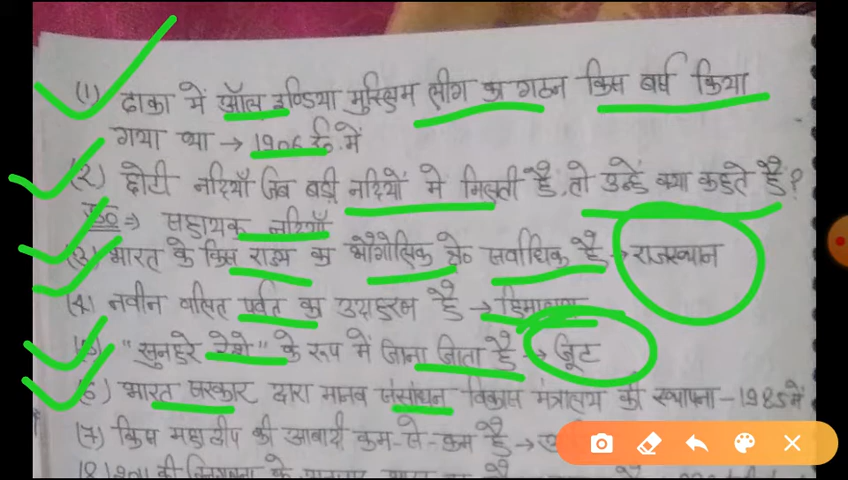 (1) ढाका में ऑल इण्डिया मुस्लिम लीग का गठन किस वर्ष किया
गया था → 1906 ई. में
(2) छोटी नदियाँ जब बड़ी नदियों में मिलती है तो उन्हें क्या कहते है?
उ० ⇒ सहायक नदियाँ
(3) भारत के किस राज्य का भौगोलिक क्षे० सर्वाधिक है → राजस्थान
(4) नवीन वलित पर्वत का उदाहरण है → हिमालय
(5) "सुनहरे रेशे" के रूप में जाना जाता है → जूट
(6) भारत सरकार द्वारा मानव संसाधन विकास मंत्रालय की स्थापना - 1985 में
(7) किस महाद्वीप की आबादी कम-से-कम है →